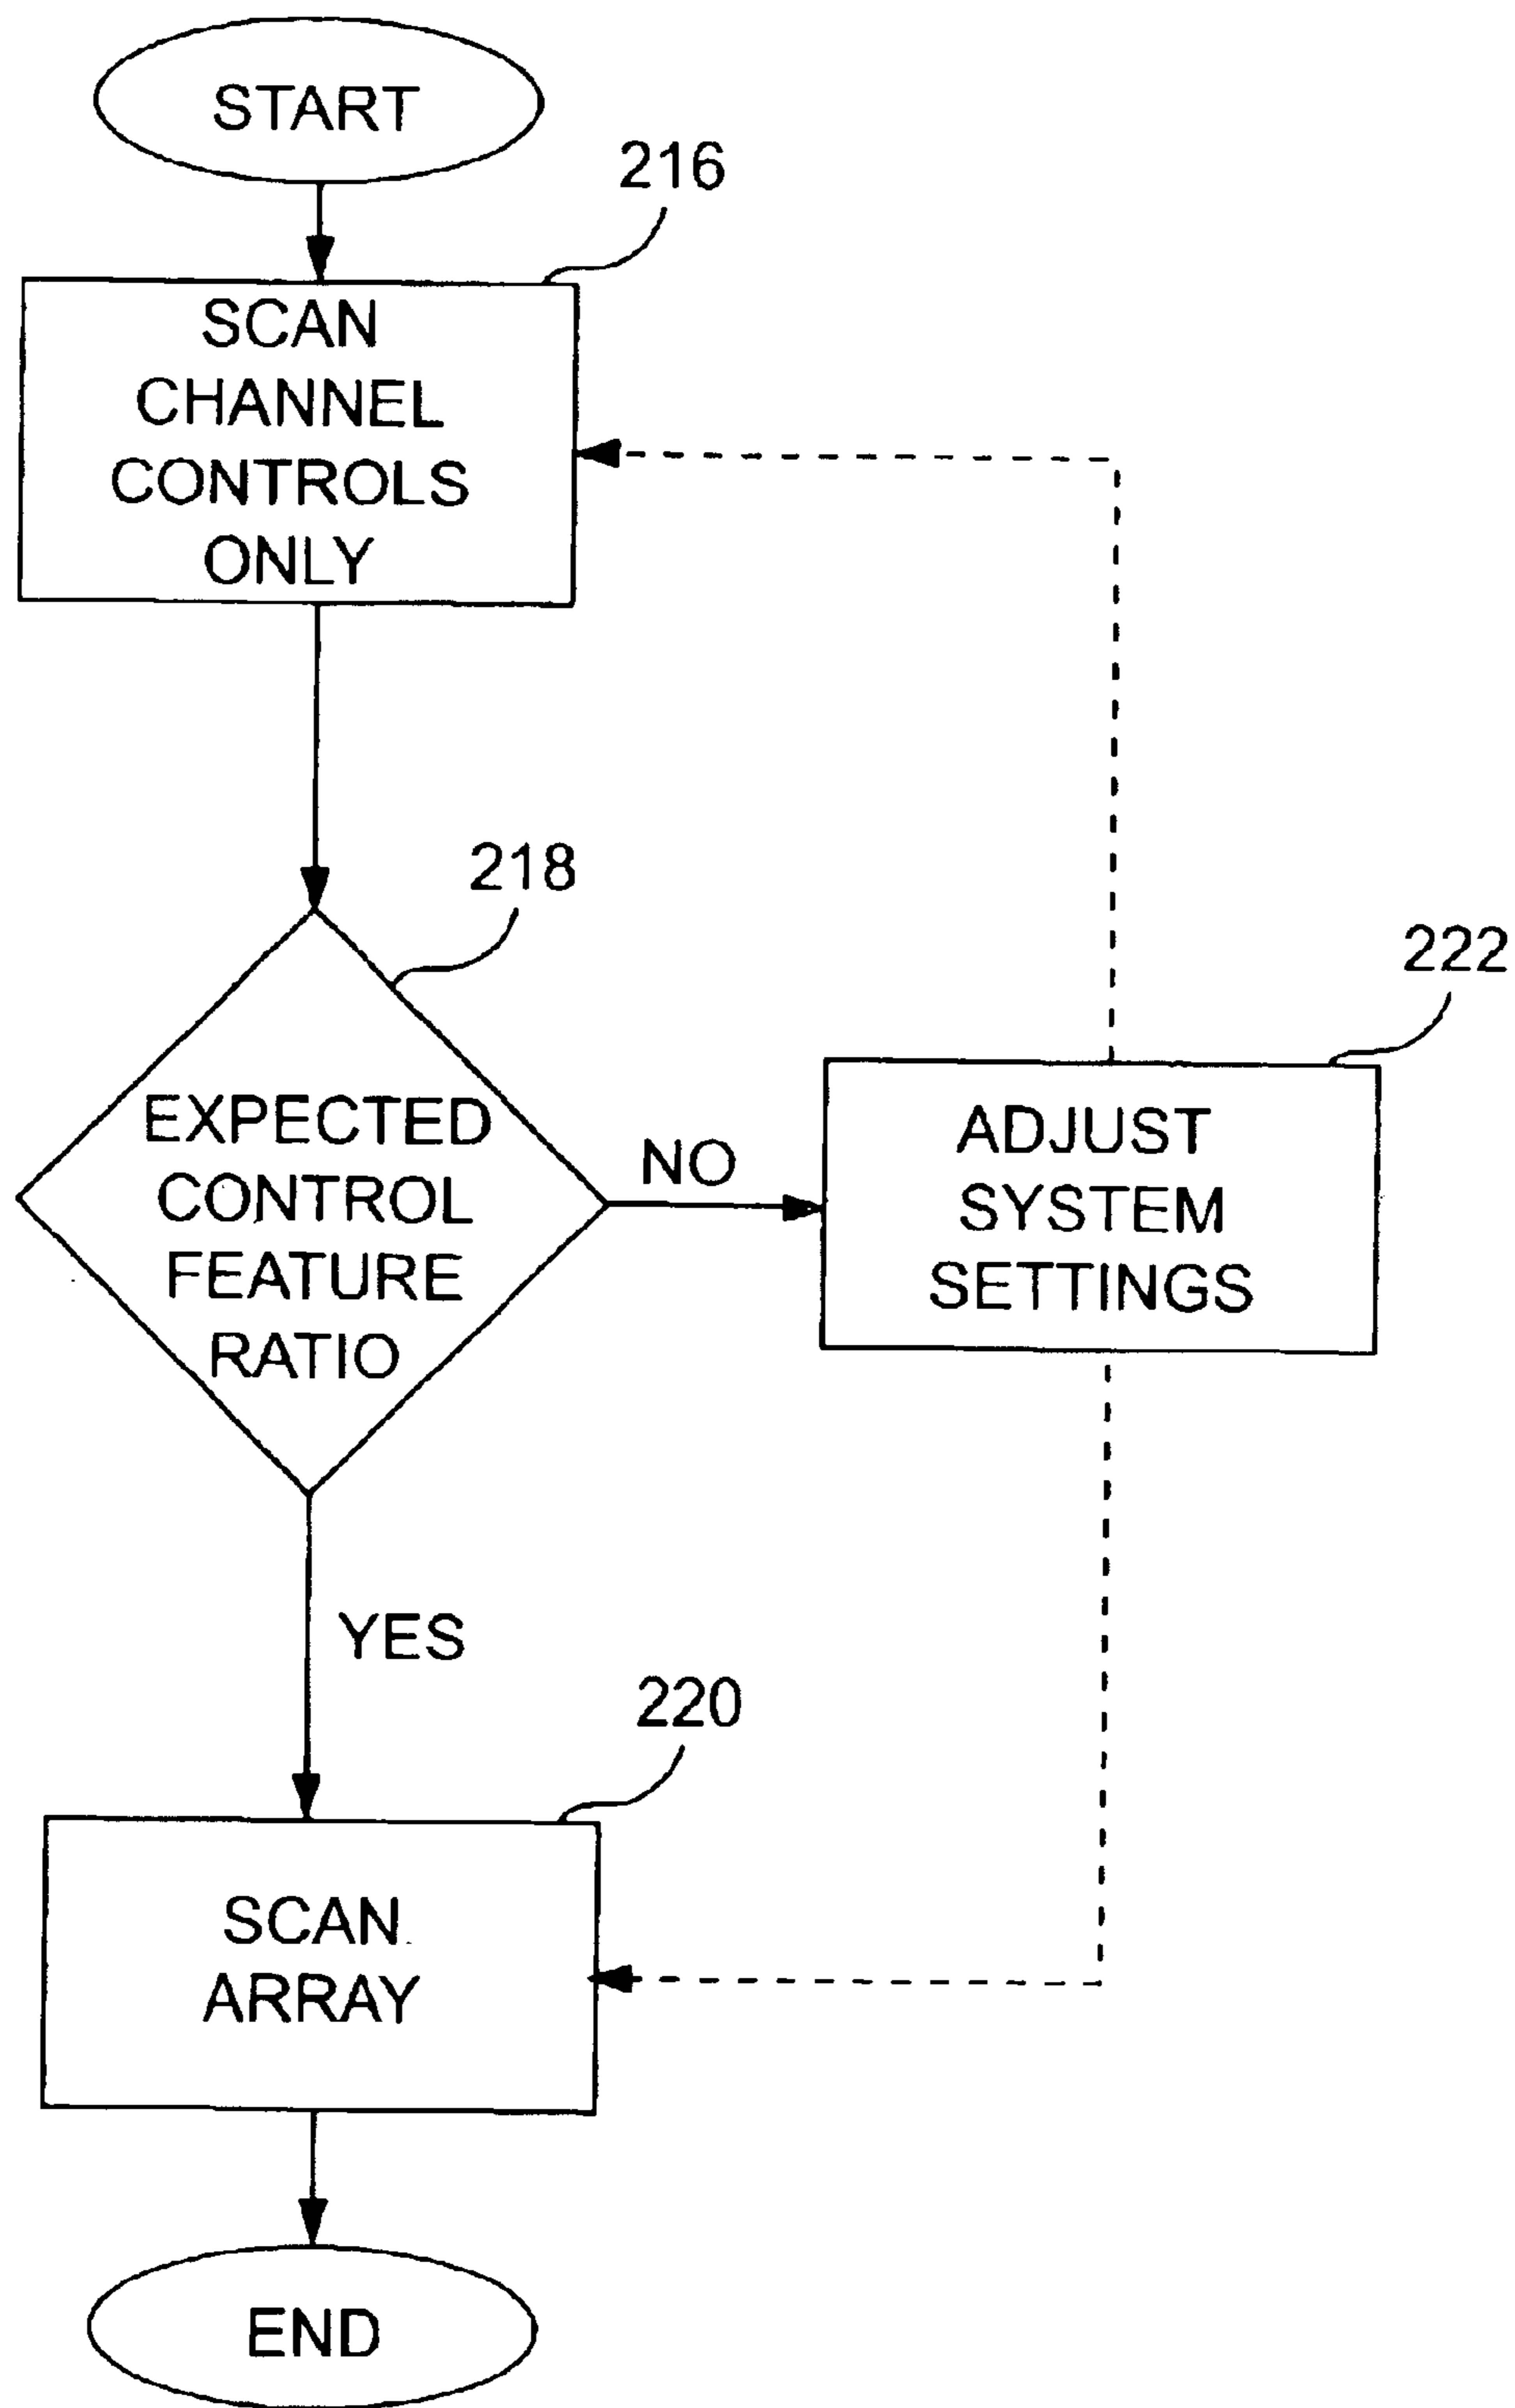 START
216
SCAN
CHANNEL
CONTROLS
ONLY
218
EXPECTED
CONTROL
FEATURE
RATIO
NO
222
ADJUST
SYSTEM
SETTINGS
YES
220
SCAN
ARRAY
END